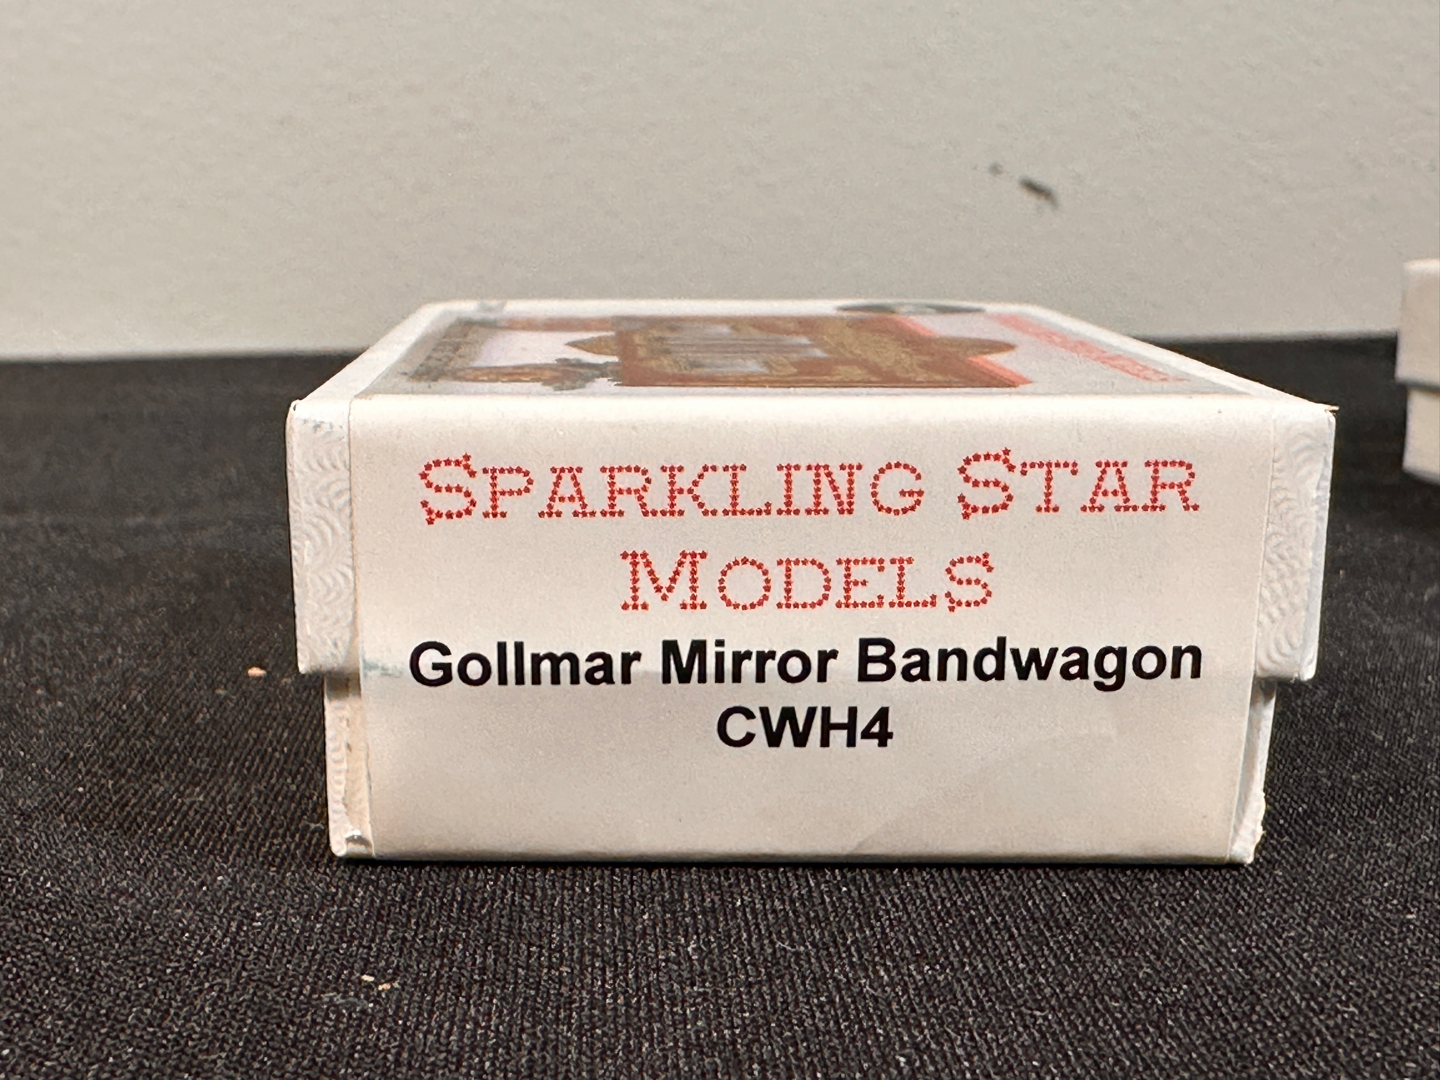 SPARKLING STAR
MODELS
Gollmar Mirror Bandwagon
CWH4